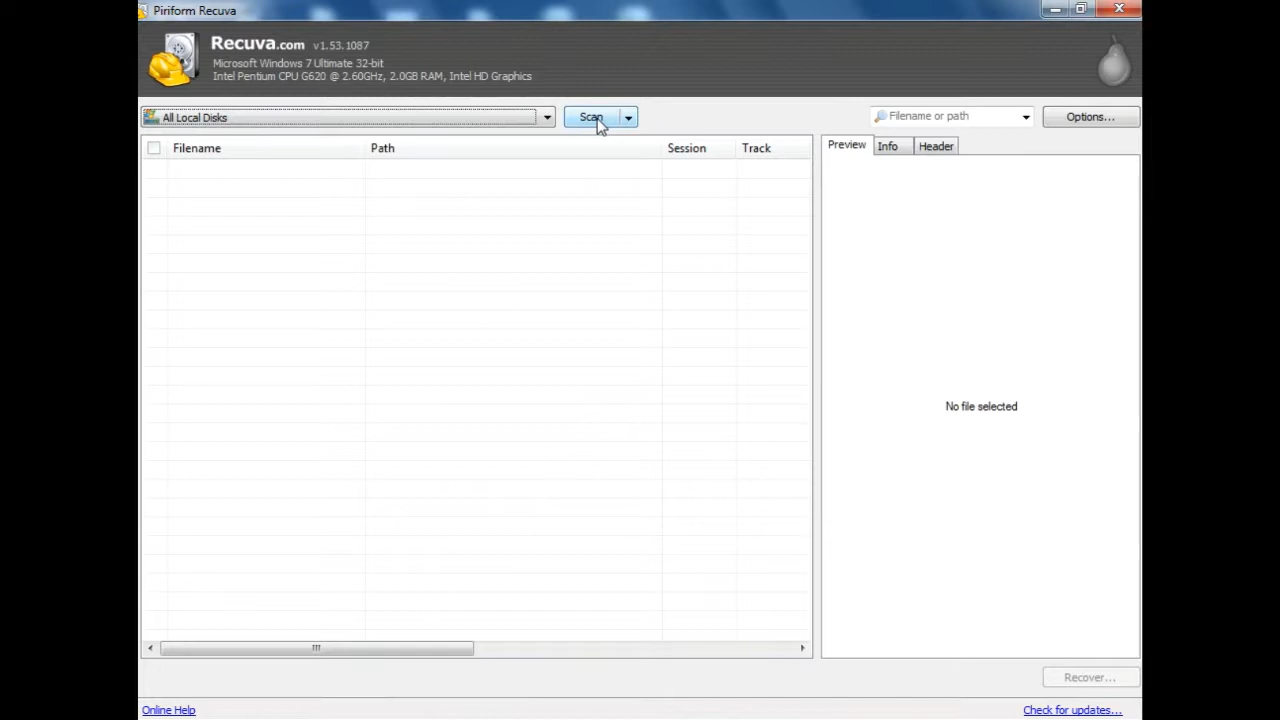 Piriform Recuva
Recuva.com v1.53.1087
Microsoft Windows 7 Ultimate 32-bit
Intel Pentium CPU G620 @ 2.60GHz, 2.0GB RAM, Intel HD Graphics
All Local Disks
Scan
Filename or path
Options...
Filename
Path
Session
Track
Preview
Info
Header
No file selected
Recover...
Online Help
Check for updates...